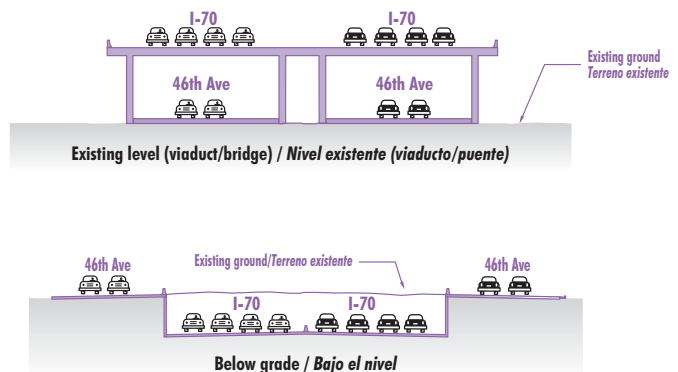 I-70 I-70
46th Ave 46th Ave
Existing ground
Terreno existente
Existing level (viaduct/bridge) / Nivel existente (viaducto/puente)
46th Ave Existing ground/Terreno existente 46th Ave
I-70 I-70
Below grade / Bajo el nivel